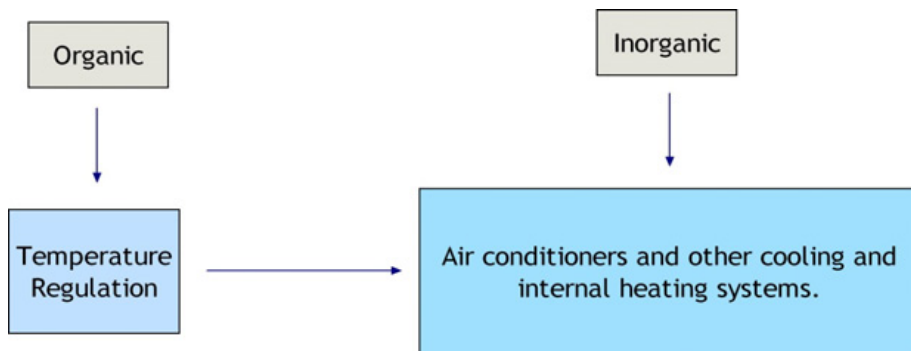 Organic
Inorganic
Temperature
Regulation
Air conditioners and other cooling and
internal heating systems.